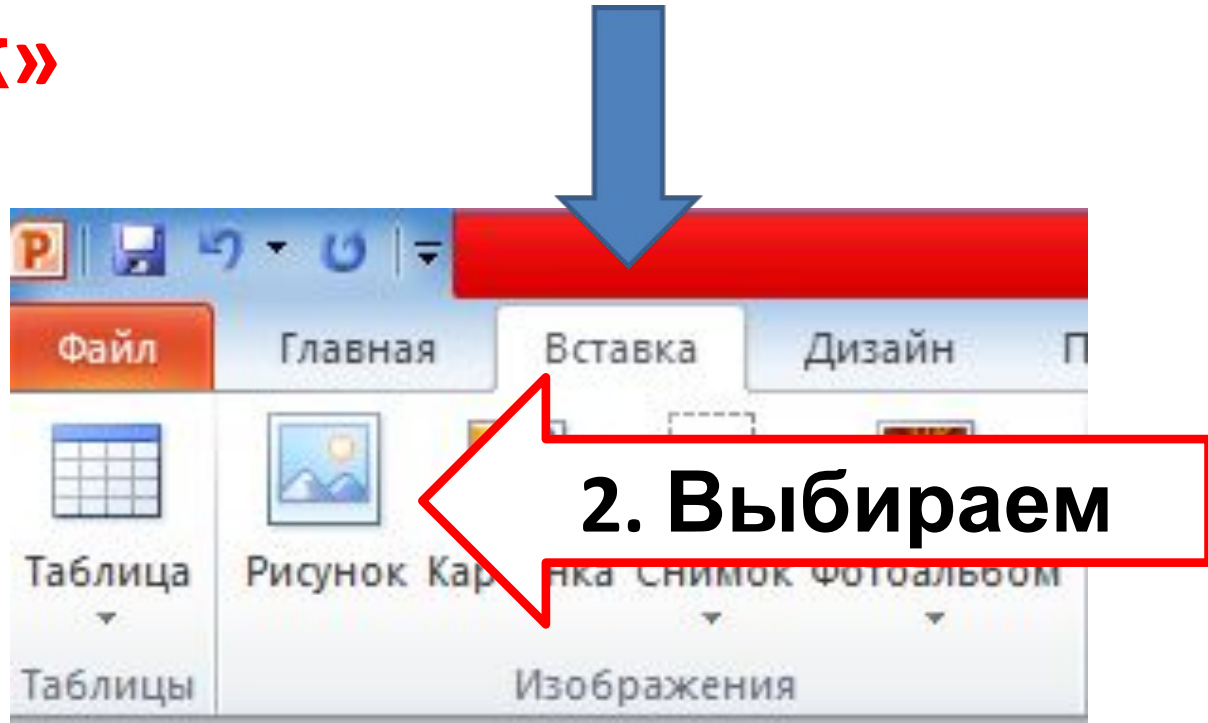 к»
P
Файл Главная Вставка Дизайн П
2. Выбираем
Таблица Рисунок Снимок Фотоальбом
Таблицы Изображения